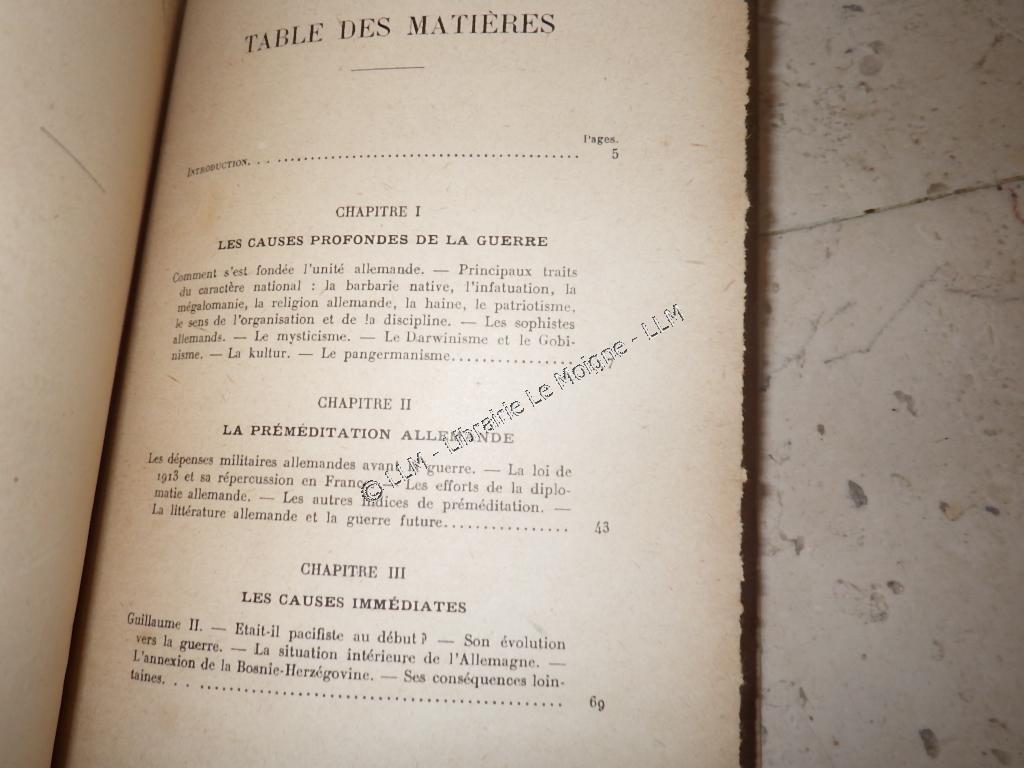 TABLE DES MATIÈRES
Pages.
INTRODUCTION. . . . . . . . . . . . . . . . . . . . . . . . . . . . . . . . . . . . . . . . . . . . 5
CHAPITRE I
LES CAUSES PROFONDES DE LA GUERRE
Comment s'est fondée l'unité allemande. — Principaux traits
du caractère national : la barbarie native, l'infatuation, la
mégalomanie, la religion allemande, la haine, le patriotisme,
le sens de l'organisation et de la discipline. — Les sophistes
allemands. — Le mysticisme. — Le Darwinisme et le Gobi-
nisme. — La kultur. — Le pangermanisme................
CHAPITRE II
LA PRÉMÉDITATION ALLEMANDE
Les dépenses militaires allemandes avant la guerre. — La loi de
1913 et sa répercussion en France. — Les efforts de la diplo-
matie allemande. — Les autres indices de préméditation. —
La littérature allemande et la guerre future................ 43
CHAPITRE III
LES CAUSES IMMÉDIATES
Guillaume II. — Etait-il pacifiste au début ? — Son évolution
vers la guerre. — La situation intérieure de l'Allemagne. —
L'annexion de la Bosnie-Herzégovine. — Ses conséquences loin-
taines. . . ................................................ 69
© LLM - Librairie Le Moigne - LLM